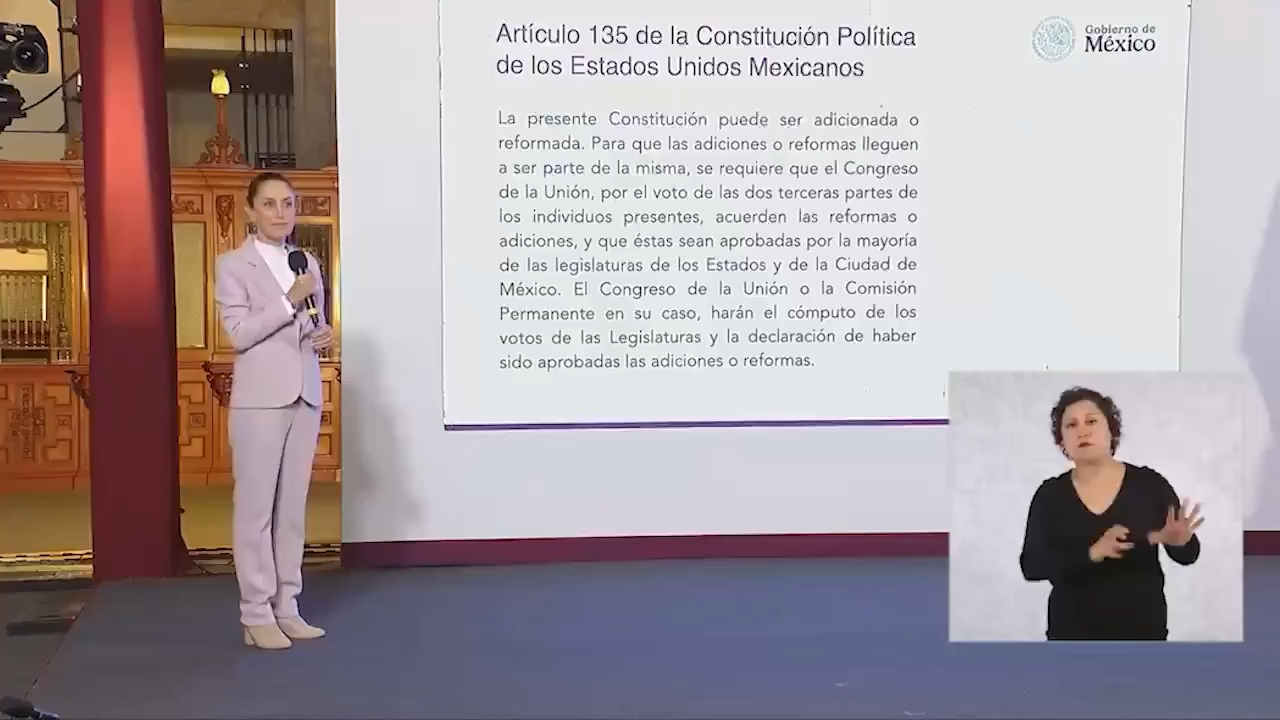 Artículo 135 de la Constitución Política
de los Estados Unidos Mexicanos
Gobierno de
México
La presente Constitución puede ser adicionada o
reformada. Para que las adiciones o reformas lleguen
a ser parte de la misma, se requiere que el Congreso
de la Unión, por el voto de las dos terceras partes de
los individuos presentes, acuerden las reformas o
adiciones, y que éstas sean aprobadas por la mayoría
de las legislaturas de los Estados y de la Ciudad de
México. El Congreso de la Unión o la Comisión
Permanente en su caso, harán el cómputo de los
votos de las Legislaturas y la declaración de haber
sido aprobadas las adiciones o reformas.